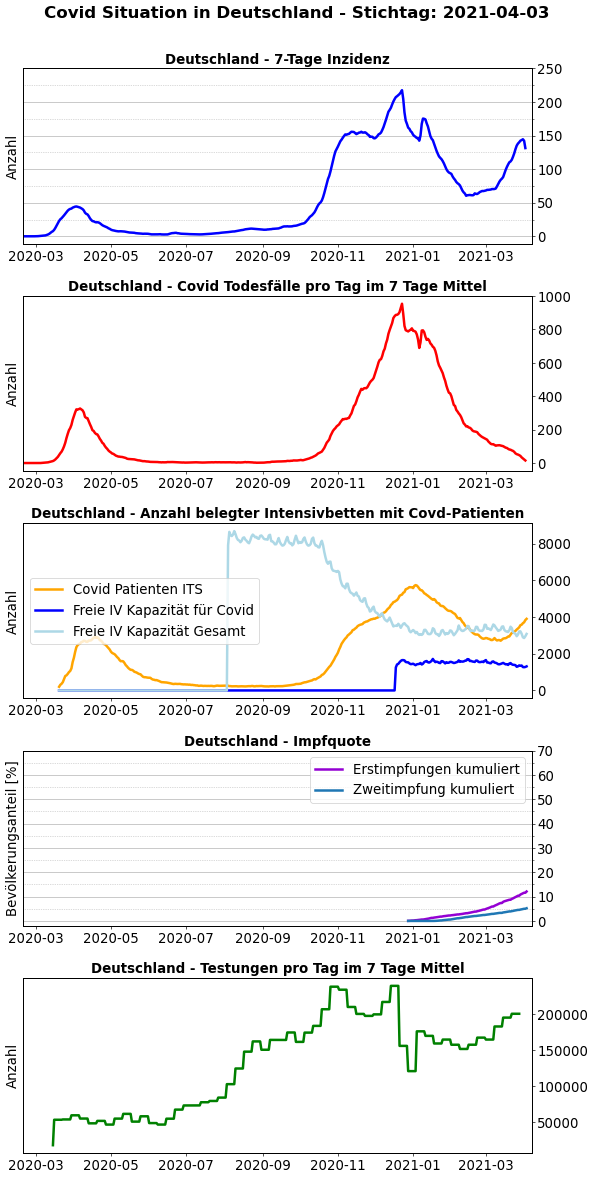 Covid Situation in Deutschland - Stichtag: 2021-04-03
Deutschland - 7-Tage Inzidenz
250
200
150
100
50
0
Anzahl
2020-03 2020-05 2020-07 2020-09 2020-11 2021-01 2021-03
Deutschland - Covid Todesfälle pro Tag im 7 Tage Mittel
1000
800
600
400
200
0
Anzahl
2020-03 2020-05 2020-07 2020-09 2020-11 2021-01 2021-03
Deutschland - Anzahl belegter Intensivbetten mit Covd-Patienten
8000
6000
4000
2000
0
Anzahl
Covid Patienten ITS
Freie IV Kapazität für Covid
Freie IV Kapazität Gesamt
2020-03 2020-05 2020-07 2020-09 2020-11 2021-01 2021-03
Deutschland - Impfquote
70
60
50
40
30
20
10
0
Bevölkerungsanteil [%]
Erstimpfungen kumuliert
Zweitimpfung kumuliert
2020-03 2020-05 2020-07 2020-09 2020-11 2021-01 2021-03
Deutschland - Testungen pro Tag im 7 Tage Mittel
200000
150000
100000
50000
Anzahl
2020-03 2020-05 2020-07 2020-09 2020-11 2021-01 2021-03